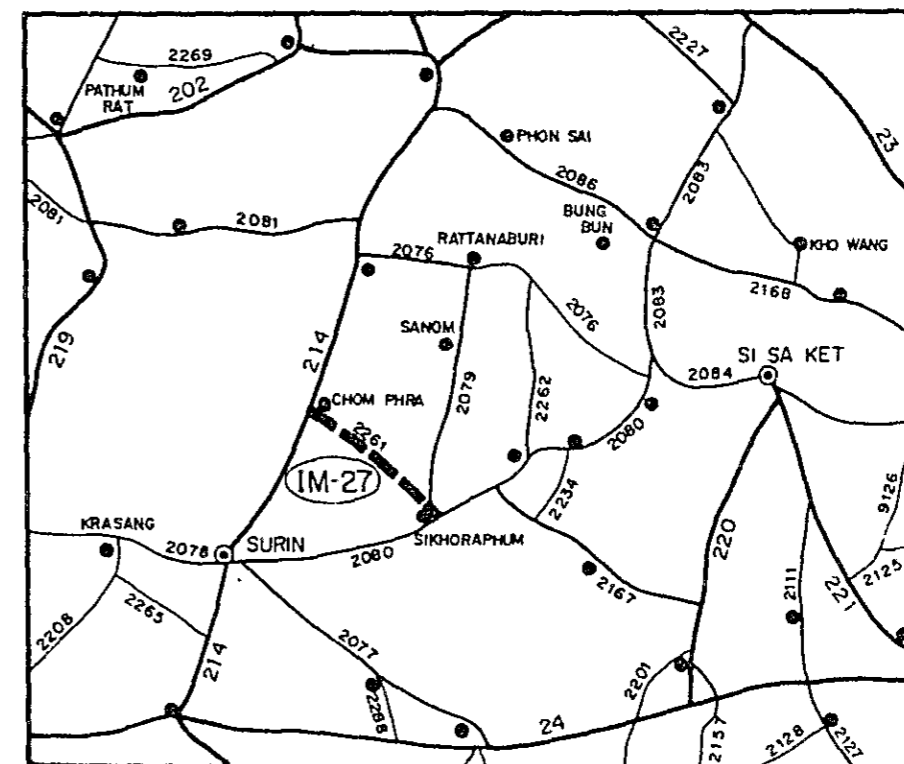 2269
2227
PATHUM
RAT
202
23
PHON SAI
2083
2086
2081
2081
BUNG
BUN
KHO WANG
RATTANABURI
2076
2168
2076
2083
219
214
SANOM
SI SA KET
2084
2079
2262
CHOM PHRA
2261
2080
IM-27
2234
9126
KRASANG
SURIN
SIKHORAPHUM
220
2078
2080
2125
2167
2111
221
2265
2208
2077
214
2201
2288
24
2157
2128
2127